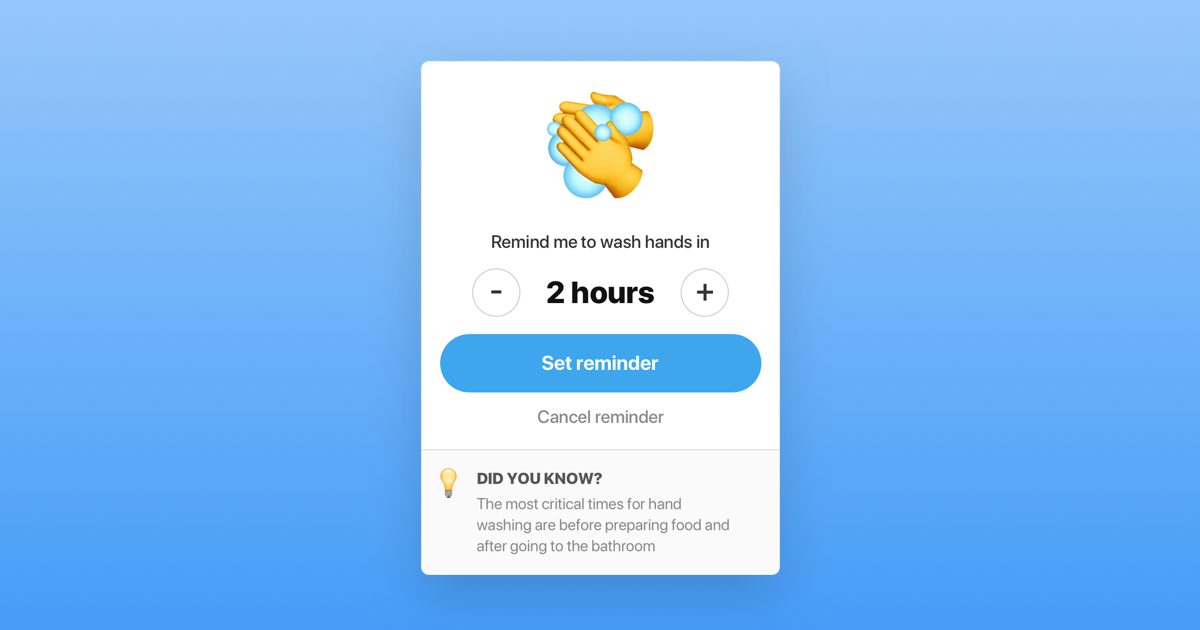 Remind me to wash hands in
- 2 hours +
Set reminder
Cancel reminder
DID YOU KNOW?
The most critical times for hand
washing are before preparing food and
after going to the bathroom